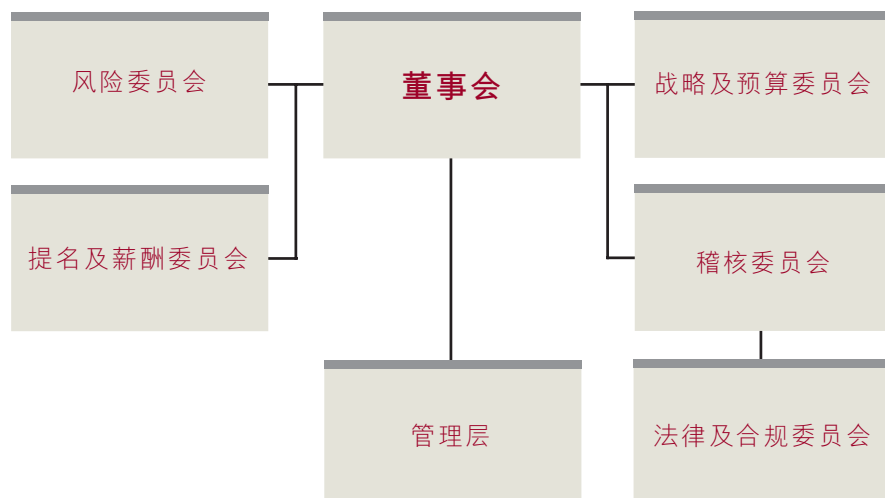 风险委员会
董事会
战略及预算委员会
提名及薪酬委员会
稽核委员会
管理层
法律及合规委员会